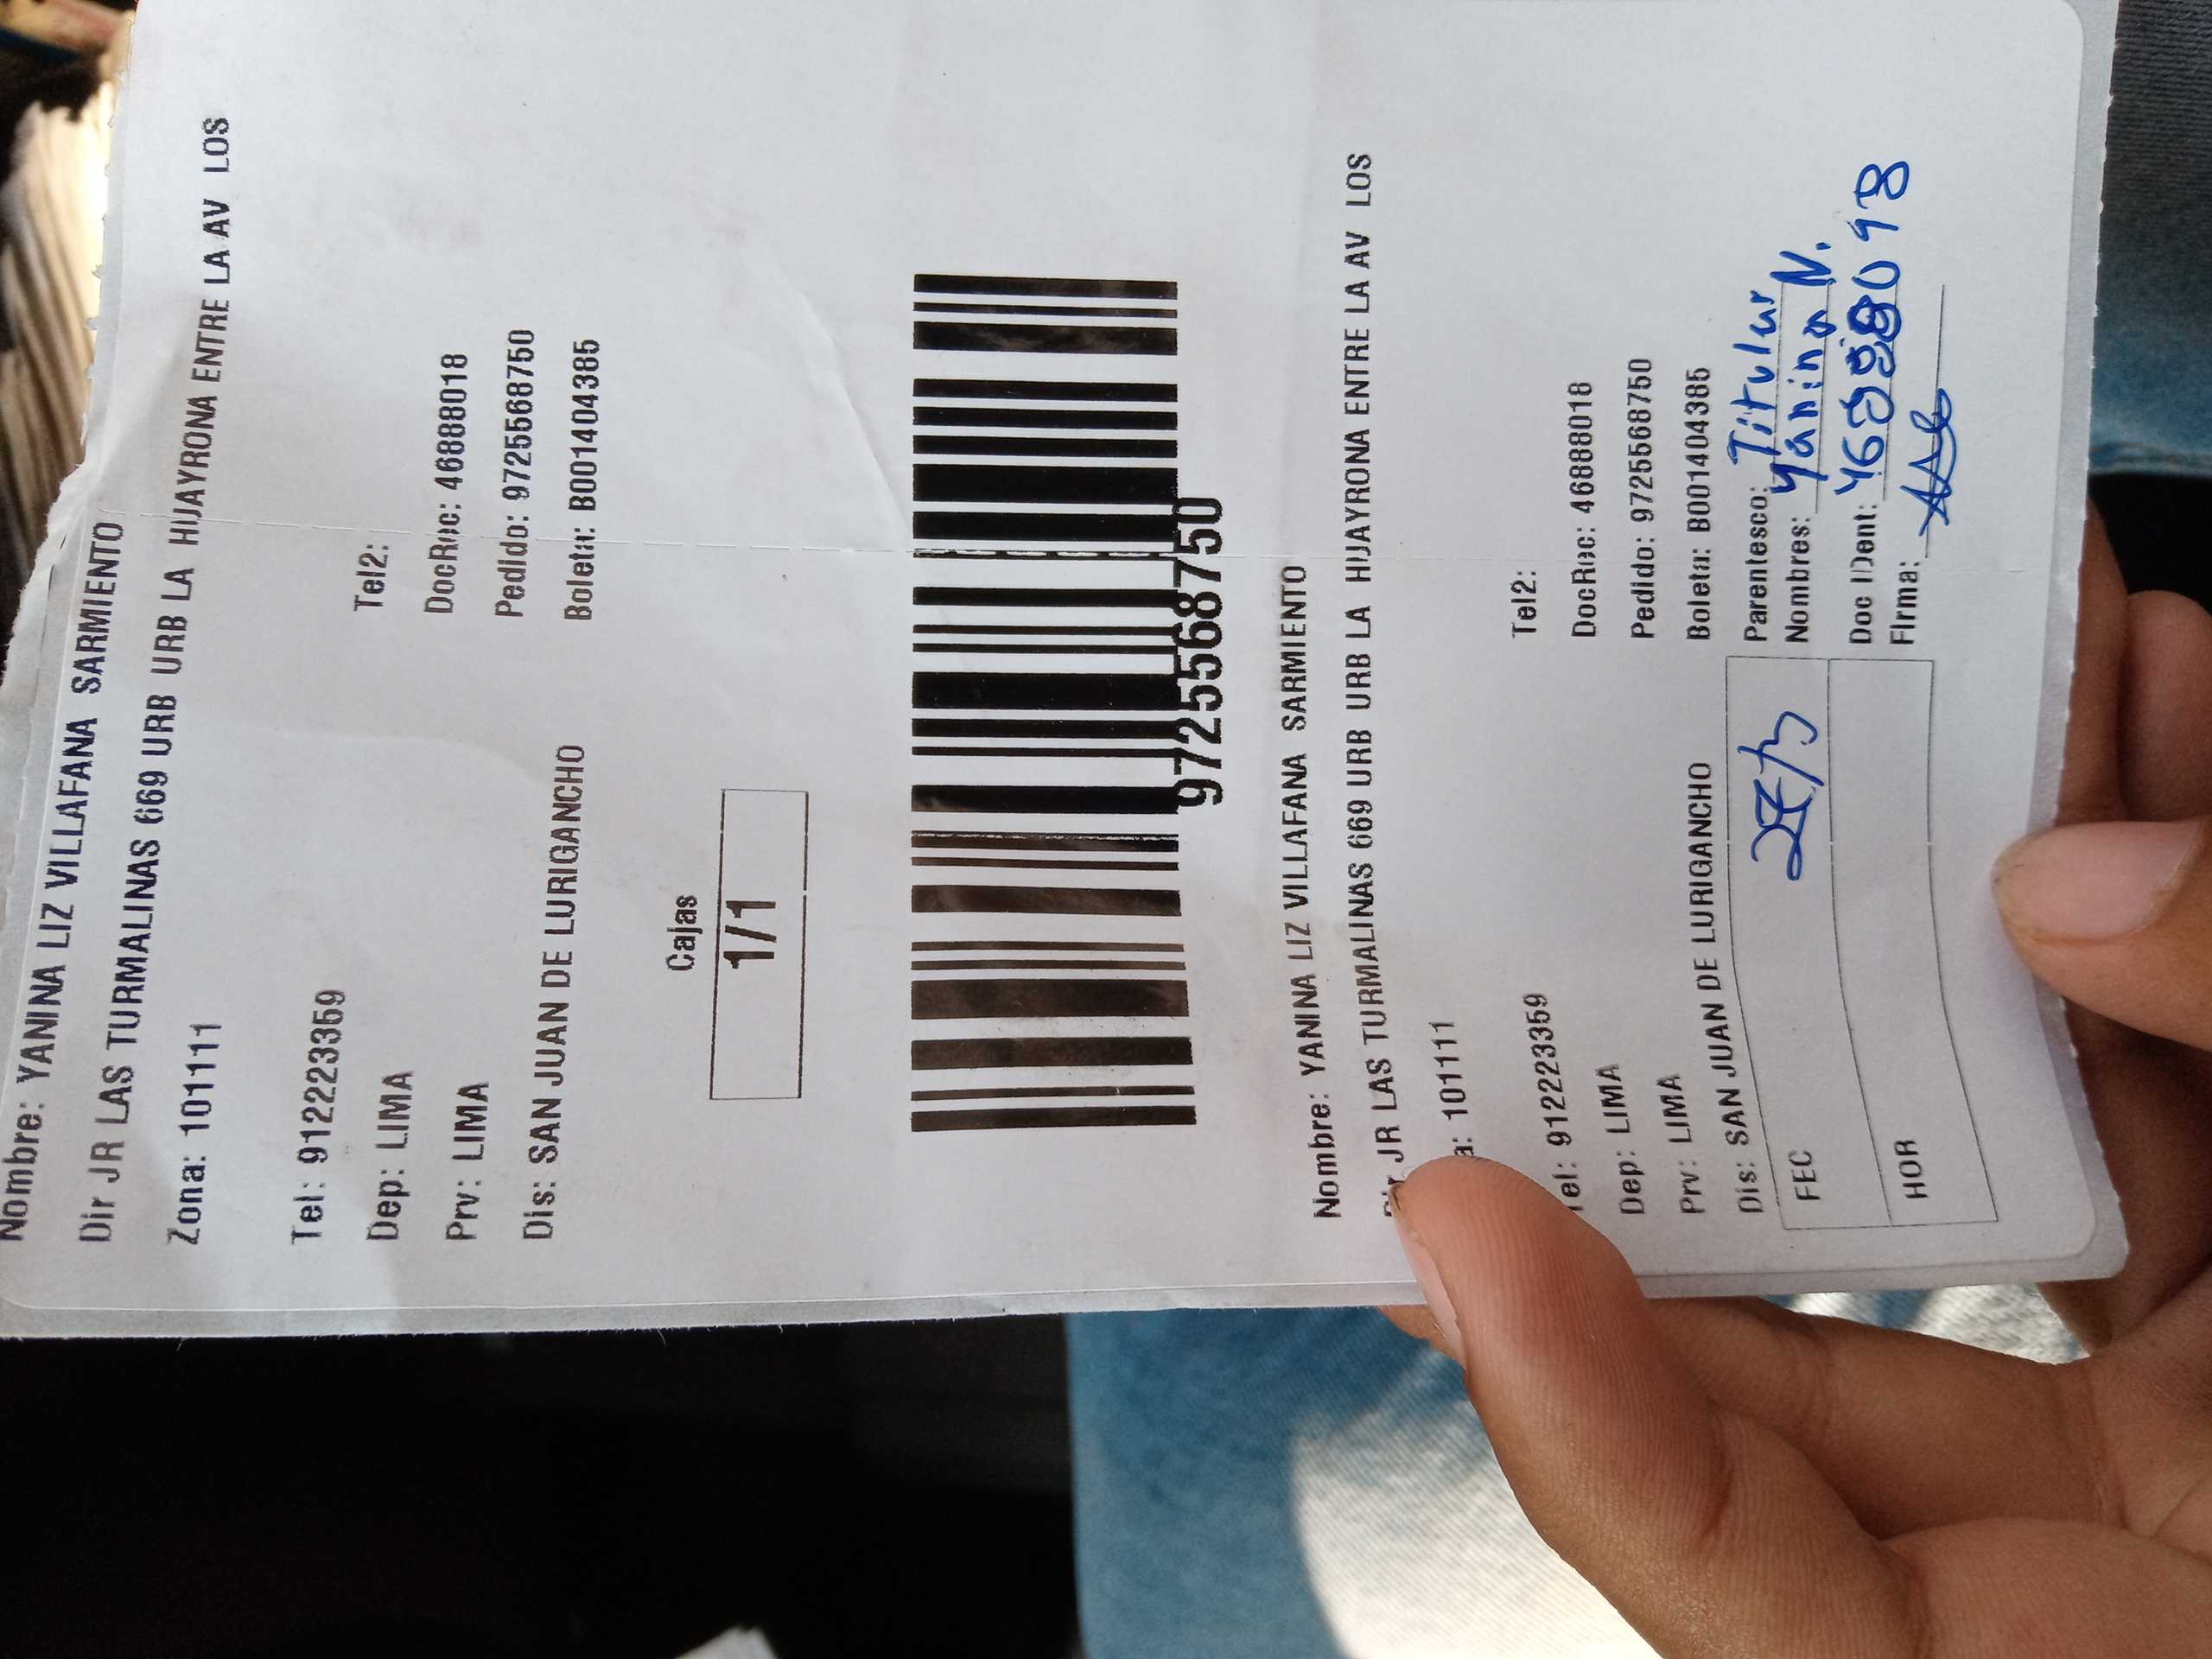 Nombre: YANINA LIZ VILLAFANA SARMIENTO
Dir JR LAS TURMALINAS 669 URB URB LA HUAYRONA ENTRE LA AV LOS
Zona: 101111
Tel: 912223359 Tel2:
Dep: LIMA DocRuc: 46888018
Prv: LIMA Pedido: 9725568750
Dis: SAN JUAN DE LURIGANCHO Boleta: B001404385
Cajas
1/1
9725568750
Nombre: YANINA LIZ VILLAFANA SARMIENTO
Dir JR LAS TURMALINAS 669 URB URB LA HUAYRONA ENTRE LA AV LOS
a: 101111
Tel: 912223359 Tel2:
Dep: LIMA DocRuc: 46888018
Prv: LIMA Pedido: 9725568750
Dis: SAN JUAN DE LURIGANCHO Boleta: B001404385
FEC Parentesco: Titular
Nombres: Yanina N.
HOR Doc IDent:
Firma: